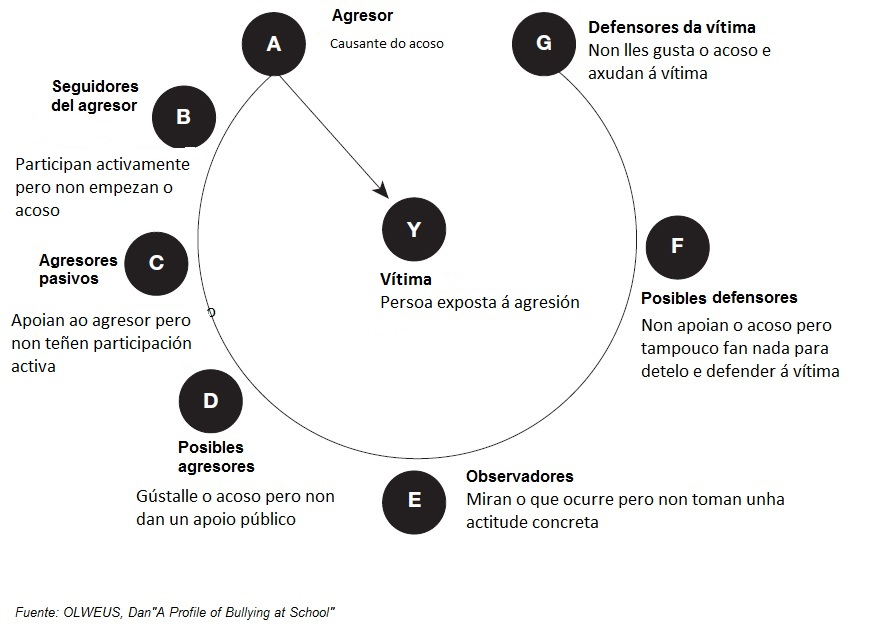 A
Agresor
Causante do acoso
G
Defensores da vítima
Non lles gusta o acoso e
axudan á vítima
Seguidores
del agresor
B
Participan activamente
pero non empezan o
acoso
Y
Vítima
Persoa exposta á agresión
Agresores
pasivos
C
Apoian ao agresor pero
non teñen participación
activa
F
Posibles defensores
Non apoian o acoso pero
tampouco fan nada para
detelo e defender á vítima
D
Posibles
agresores
Gústalle o acoso pero non
dan un apoio público
E
Observadores
Miran o que ocurre pero non toman unha
actitude concreta
Fuente: OLWEUS, Dan"A Profile of Bullying at School"